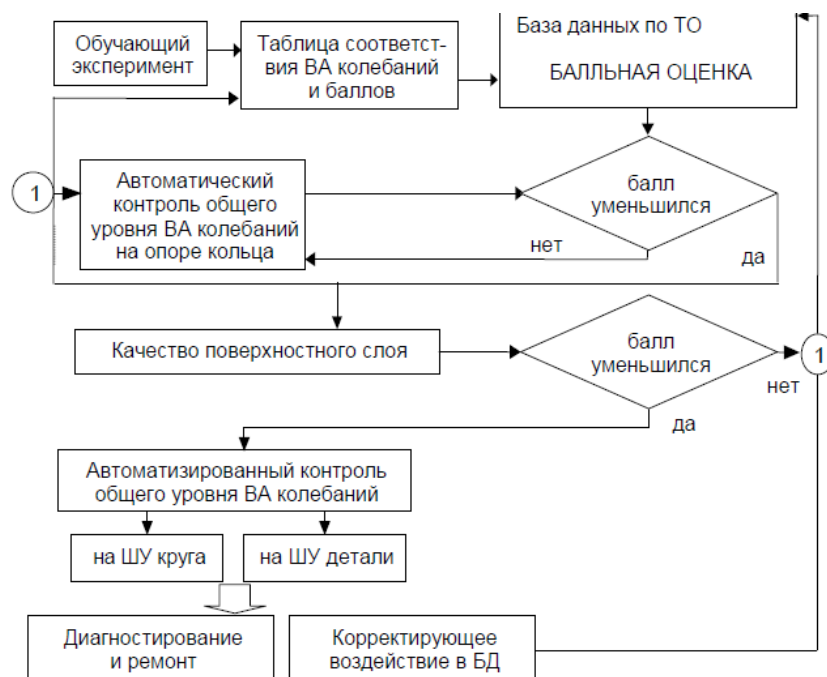 Обучающий
эксперимент
Таблица соответст-
вия ВА колебаний
и баллов
База данных по ТО
БАЛЛЬНАЯ ОЦЕНКА
1
Автоматический
контроль общего
уровня ВА колебаний
на опоре кольца
балл
уменьшился
нет
да
Качество поверхностного слоя
балл
уменьшился
1
нет
да
Автоматизированный контроль
общего уровня ВА колебаний
на ШУ круга
на ШУ детали
Диагностирование
и ремонт
Корректирующее
воздействие в БД